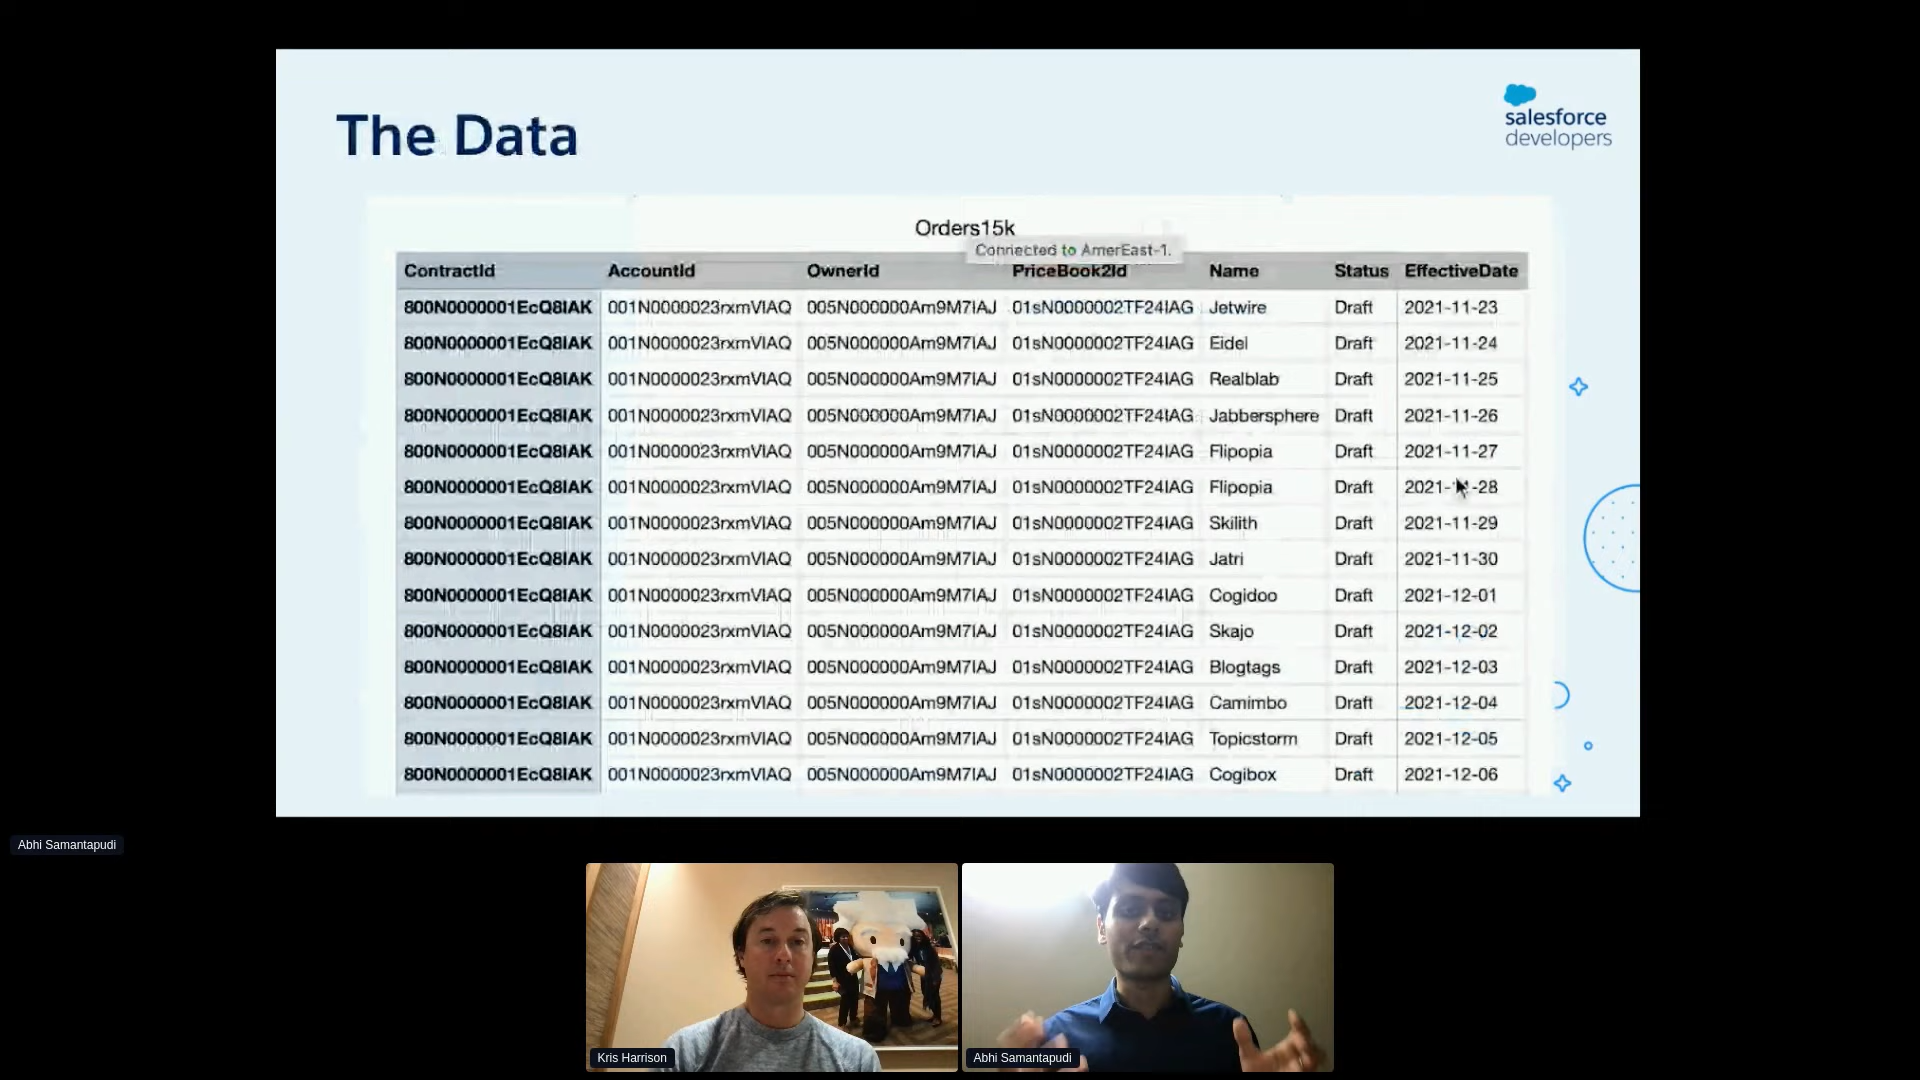 The Data
salesforce
developers
Orders15k
Connected to AmerEast-1.
ContractId AccountId OwnerId PriceBook2Id Name Status EffectiveDate
800N0000001EcQ8IAK 001N0000023rxmVIAQ 005N000000Am9M7IAJ 01sN0000002TF24IAG Jetwire Draft 2021-11-23
800N0000001EcQ8IAK 001N0000023rxmVIAQ 005N000000Am9M7IAJ 01sN0000002TF24IAG Eidel Draft 2021-11-24
800N0000001EcQ8IAK 001N0000023rxmVIAQ 005N000000Am9M7IAJ 01sN0000002TF24IAG Realblab Draft 2021-11-25
800N0000001EcQ8IAK 001N0000023rxmVIAQ 005N000000Am9M7IAJ 01sN0000002TF24IAG Jabbersphere Draft 2021-11-26
800N0000001EcQ8IAK 001N0000023rxmVIAQ 005N000000Am9M7IAJ 01sN0000002TF24IAG Flipopia Draft 2021-11-27
800N0000001EcQ8IAK 001N0000023rxmVIAQ 005N000000Am9M7IAJ 01sN0000002TF24IAG Flipopia Draft 2021-11-28
800N0000001EcQ8IAK 001N0000023rxmVIAQ 005N000000Am9M7IAJ 01sN0000002TF24IAG Skilith Draft 2021-11-29
800N0000001EcQ8IAK 001N0000023rxmVIAQ 005N000000Am9M7IAJ 01sN0000002TF24IAG Jatri Draft 2021-11-30
800N0000001EcQ8IAK 001N0000023rxmVIAQ 005N000000Am9M7IAJ 01sN0000002TF24IAG Cogidoo Draft 2021-12-01
800N0000001EcQ8IAK 001N0000023rxmVIAQ 005N000000Am9M7IAJ 01sN0000002TF24IAG Skajo Draft 2021-12-02
800N0000001EcQ8IAK 001N0000023rxmVIAQ 005N000000Am9M7IAJ 01sN0000002TF24IAG Blogtags Draft 2021-12-03
800N0000001EcQ8IAK 001N0000023rxmVIAQ 005N000000Am9M7IAJ 01sN0000002TF24IAG Camimbo Draft 2021-12-04
800N0000001EcQ8IAK 001N0000023rxmVIAQ 005N000000Am9M7IAJ 01sN0000002TF24IAG Topicstorm Draft 2021-12-05
800N0000001EcQ8IAK 001N0000023rxmVIAQ 005N000000Am9M7IAJ 01sN0000002TF24IAG Cogibox Draft 2021-12-06
Abhi Samantapudi
Kris Harrison
Abhi Samantapudi